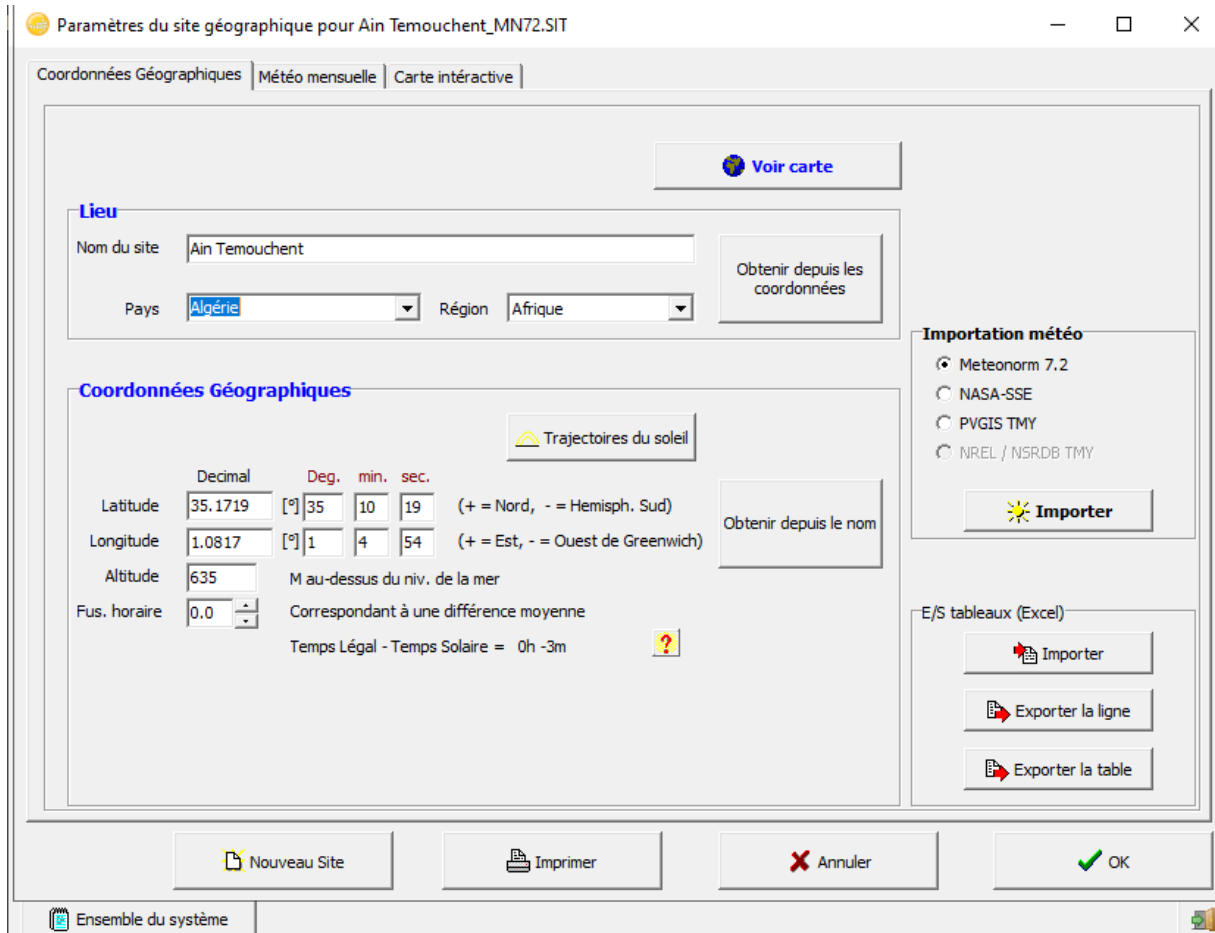 Paramètres du site géographique pour Ain Temouchent_MN72.SIT
Coordonnées Géographiques Météo mensuelle Carte intéractive
Voir carte
Lieu
Nom du site Ain Temouchent
Obtenir depuis les coordonnées
Pays Algérie Région Afrique
Importation météo
Meteonorm 7.2
NASA-SSE
PVGIS TMY
NREL / NSRDB TMY
Importer
Coordonnées Géographiques
Trajectoires du soleil
Decimal Deg. min. sec.
Latitude 35.1719 [°] 35 10 19 (+ = Nord, - = Hemisph. Sud)
Obtenir depuis le nom
Longitude 1.0817 [°] 1 4 54 (+ = Est, - = Ouest de Greenwich)
Altitude 635 M au-dessus du niv. de la mer
Fus. horaire 0.0 Correspondant à une différence moyenne
Temps Légal - Temps Solaire = 0h -3m ?
E/S tableaux (Excel)
Importer
Exporter la ligne
Exporter la table
Nouveau Site Imprimer Annuler OK
Ensemble du système